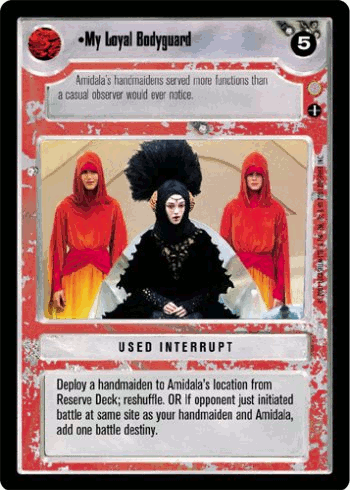 •My Loyal Bodyguard
5
Amidala's handmaidens served more functions than
a casual observer would ever notice.
USED INTERRUPT
Deploy a handmaiden to Amidala's location from
Reserve Deck; reshuffle. OR If opponent just initiated
battle at same site as your handmaiden and Amidala,
add one battle destiny.